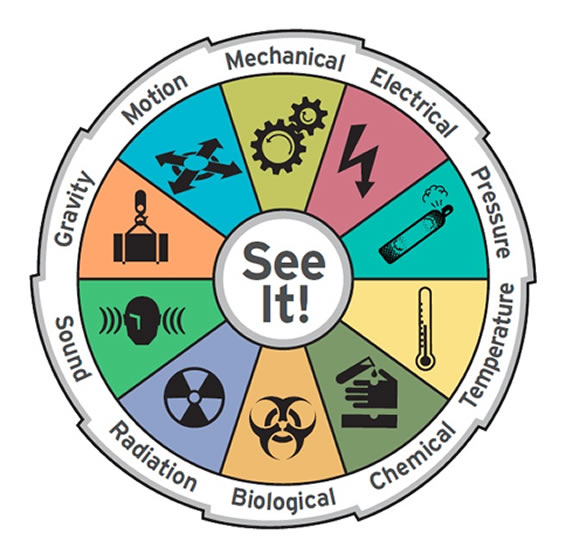 Mechanical
Electrical
Pressure
Temperature
Chemical
Biological
Radiation
Sound
Gravity
Motion
See
It!